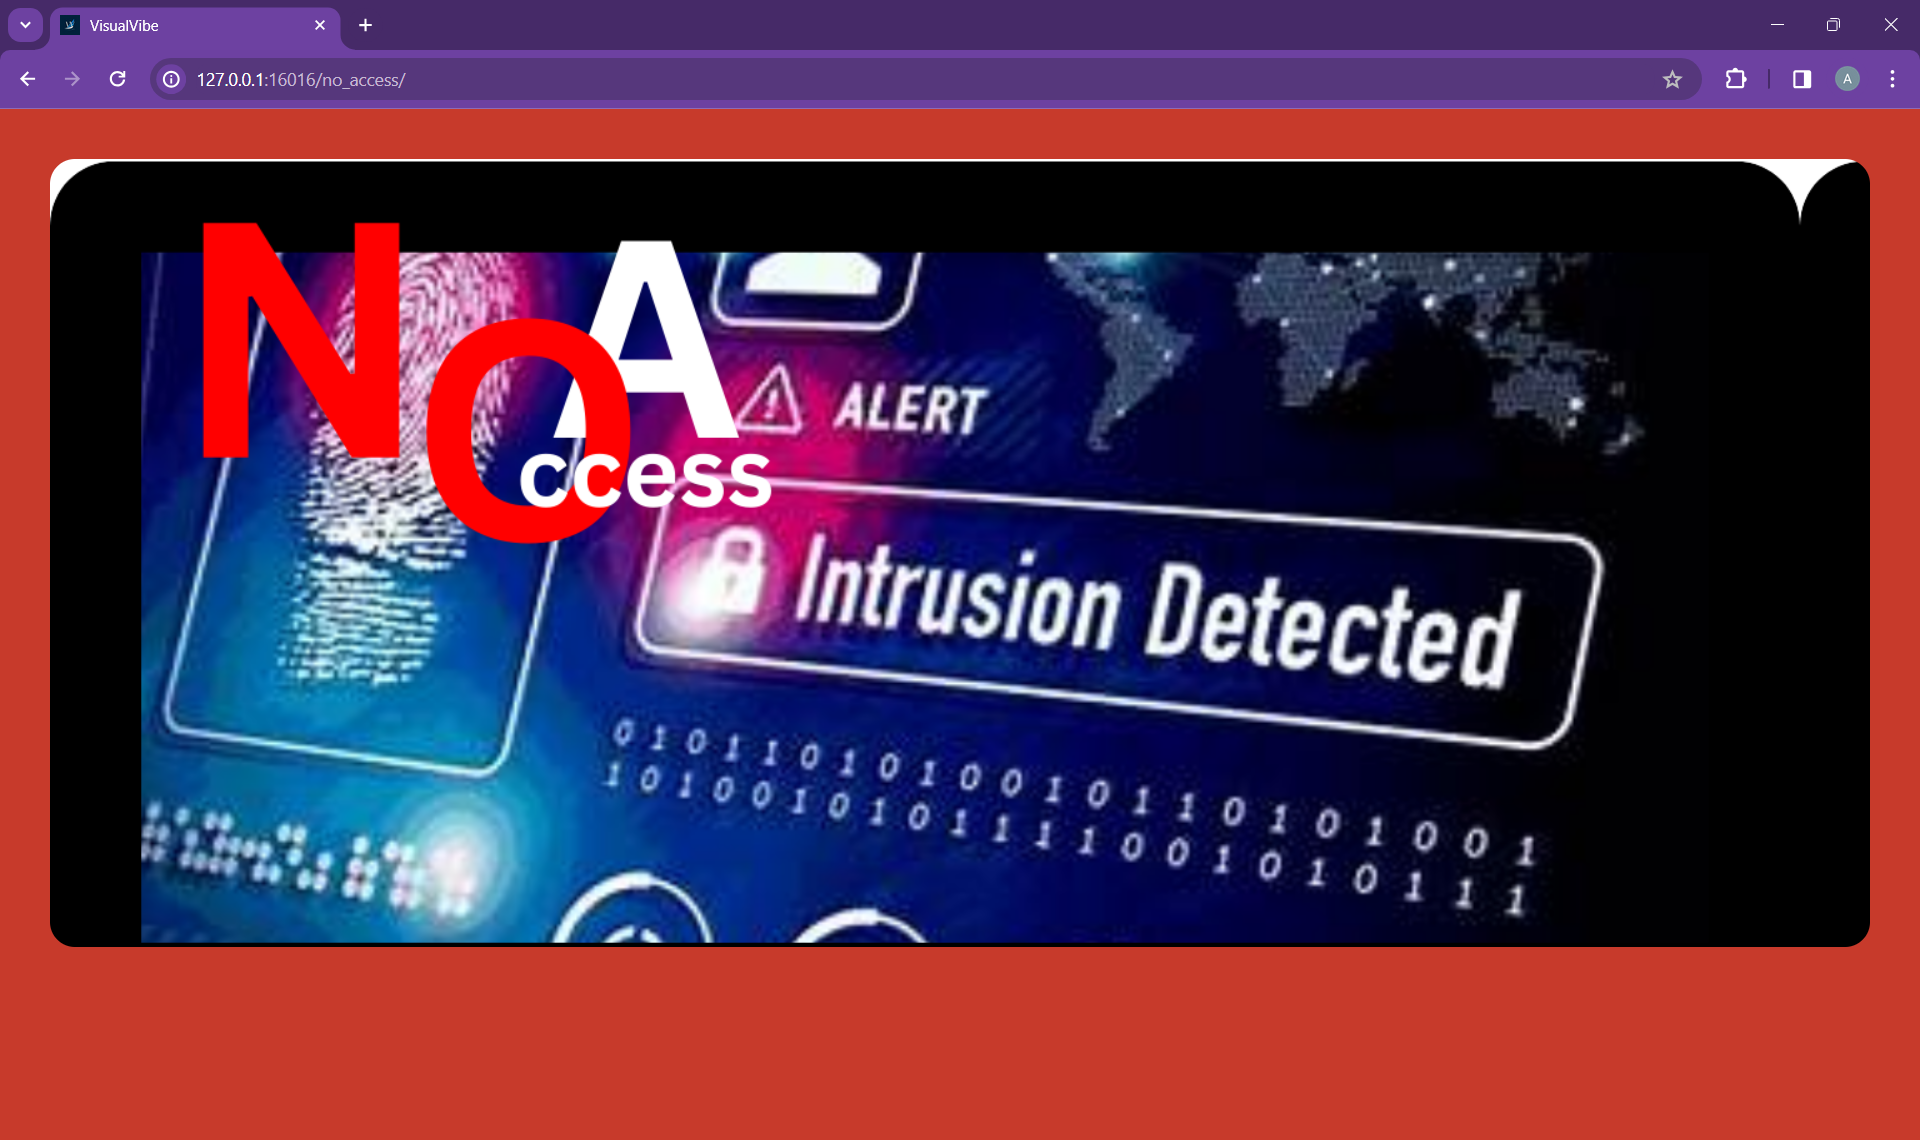 VisualVibe
127.0.0.1:16016/no_access/
A
NO Access
ALERT
Intrusion Detected
0 1 0 1 1 0 1 0 1 0 0 1 0 1 1 0 1 0 1 0 0 1
1 0 1 0 0 1 0 1 0 1 1 1 1 0 0 1 0 1 0 1 1 1